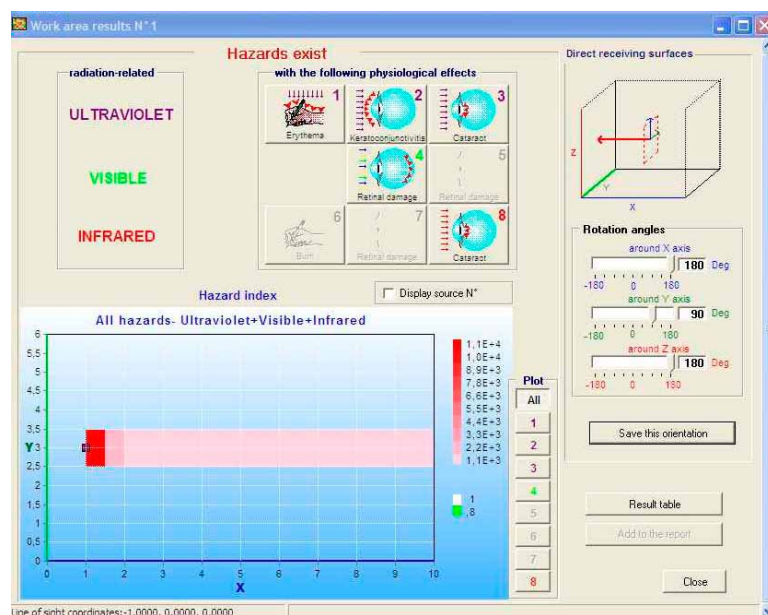 Work area results N°1
Hazards exist
radiation-related
ULTRAVIOLET
VISIBLE
INFRARED
with the following physiological effects
1
Erythema
2
Keratoconjunctivitis
3
Cataract
4
Retinal damage
5
Retinal damage
6
Burn
7
Retinal damage
8
Cataract
Direct receiving surfaces
Z
Y
X
Rotation angles
around X axis
180 Deg
-180 0 180
around Y axis
90 Deg
-180 0 180
around Z axis
180 Deg
-180 0 180
Save this orientation
Result table
Add to the report
Close
Hazard index
Display source N°
All hazards- Ultraviolet+Visible+Infrared
6
5,5
5
4,5
4
3,5
Y 3
2,5
2
1,5
1
0,5
0
0 1 2 3 4 5 6 7 8 9 10
X
1,1E+4
1,0E+4
8,9E+3
7,8E+3
6,6E+3
5,5E+3
4,4E+3
3,3E+3
2,2E+3
1,1E+3
1
,8
Plot
All
1
2
3
4
5
6
7
8
Line of sight coordinates:-1.0000, 0.0000, 0.0000